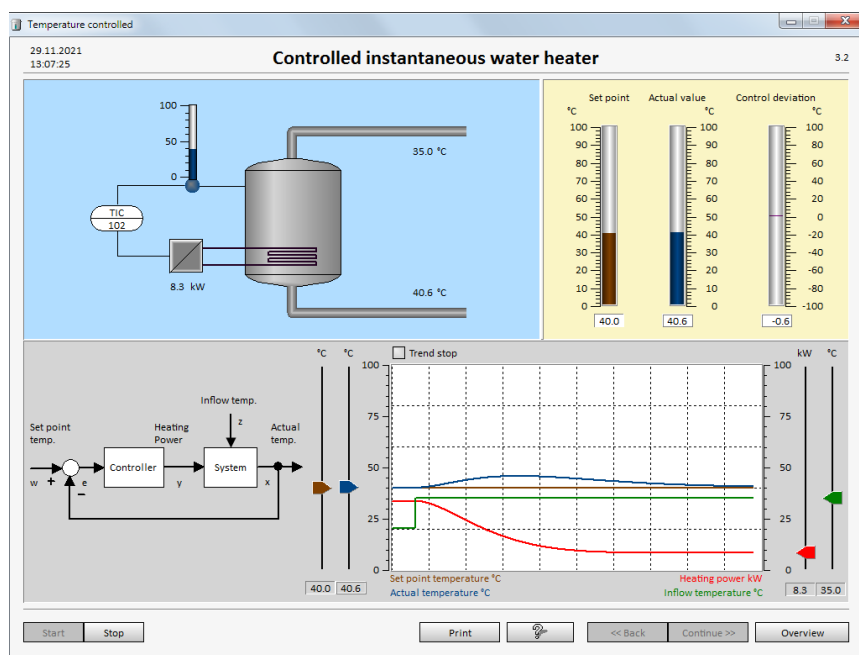 Temperature controlled
29.11.2021
13:07:25
Controlled instantaneous water heater
3.2
100
50
0
35.0 °C
TIC
102
8.3 kW
40.6 °C
Set point
Actual value
Control deviation
°C
°C
°C
100
90
80
70
60
50
40
30
20
10
0
100
90
80
70
60
50
40
30
20
10
0
100
80
60
40
20
0
-20
-40
-60
-80
-100
40.0
40.6
-0.6
Inflow temp.
z
Set point
temp.
Heating
Power
Actual
temp.
Controller
System
w
+
e
−
y
x
°C
°C
40.0
40.6
Trend stop
100
75
50
25
0
100
75
50
25
0
Set point temperature °C
Heating power kW
Actual temperature °C
Inflow temperature °C
kW
°C
8.3
35.0
Start
Stop
Print
?
<< Back
Continue >>
Overview